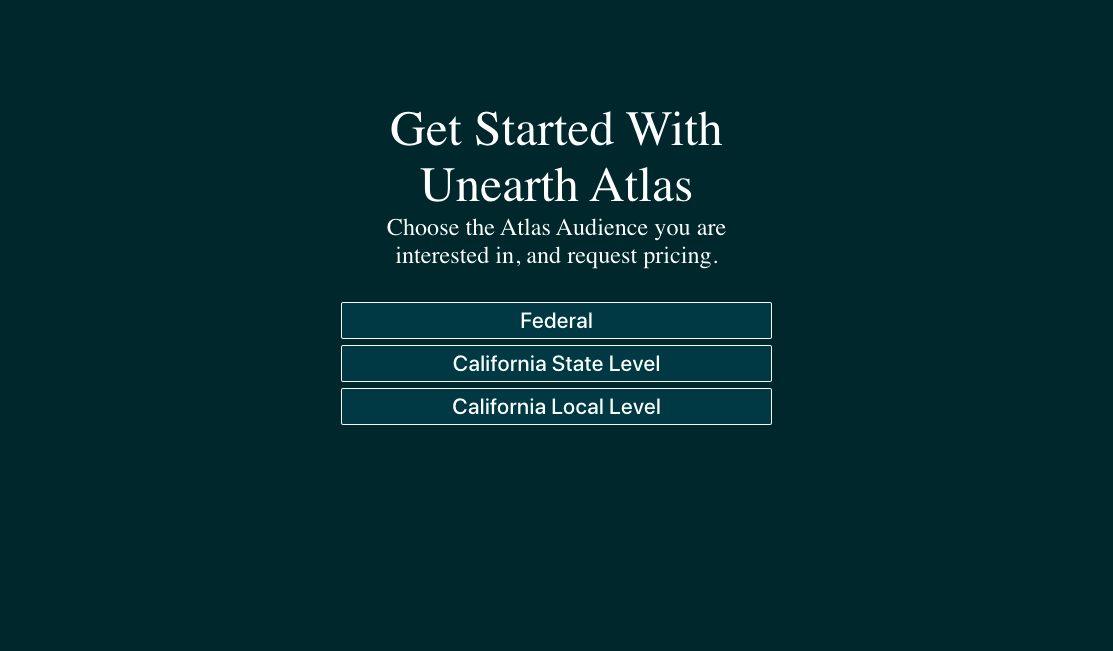 Get Started With
Unearth Atlas
Choose the Atlas Audience you are
interested in, and request pricing.
Federal
California State Level
California Local Level